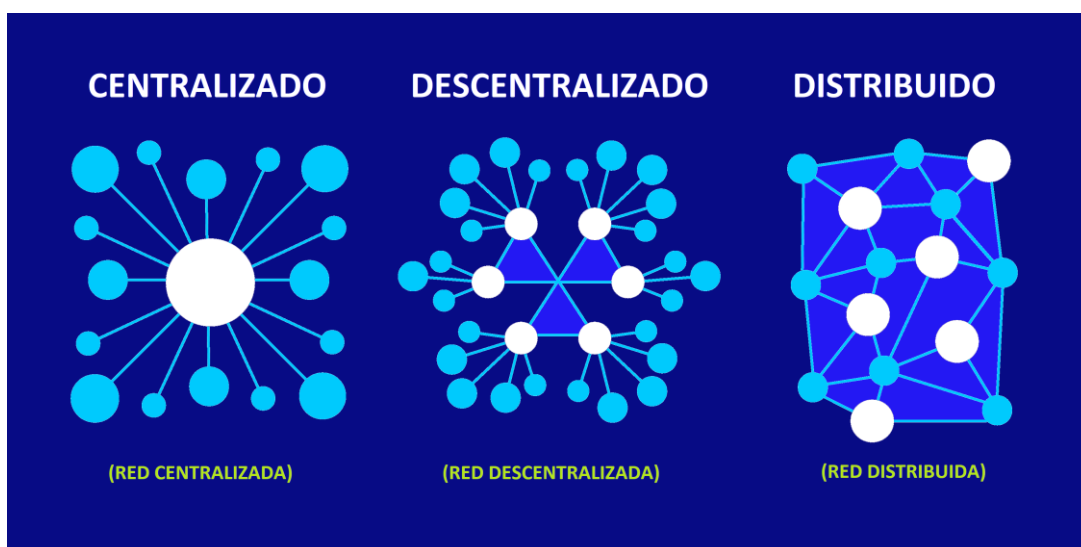 CENTRALIZADO
DESCENTRALIZADO
DISTRIBUIDO
(RED CENTRALIZADA)
(RED DESCENTRALIZADA)
(RED DISTRIBUIDA)